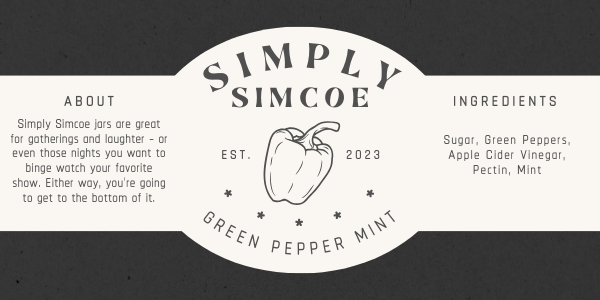 ABOUT
Simply Simcoe jars are great
for gatherings and laughter - or
even those nights you want to
binge watch your favorite
show. Either way, you're going
to get to the bottom of it.
SIMPLY
SIMCOE
EST. 2023
GREEN PEPPER MINT
INGREDIENTS
Sugar, Green Peppers,
Apple Cider Vinegar,
Pectin, Mint